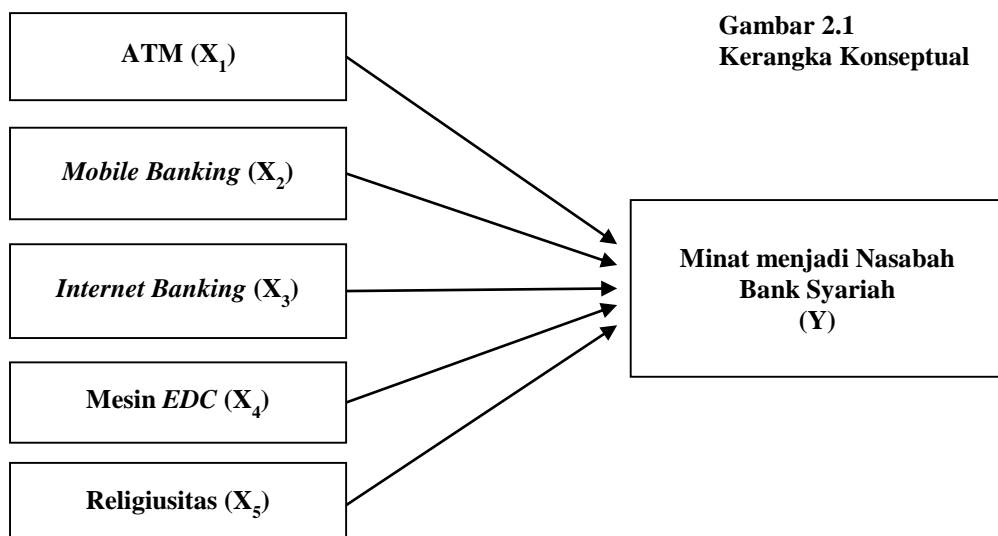 Gambar 2.1
Kerangka Konseptual
ATM (X₁)
Mobile Banking (X₂)
Internet Banking (X₃)
Mesin EDC (X₄)
Religiusitas (X₅)
Minat menjadi Nasabah
Bank Syariah
(Y)